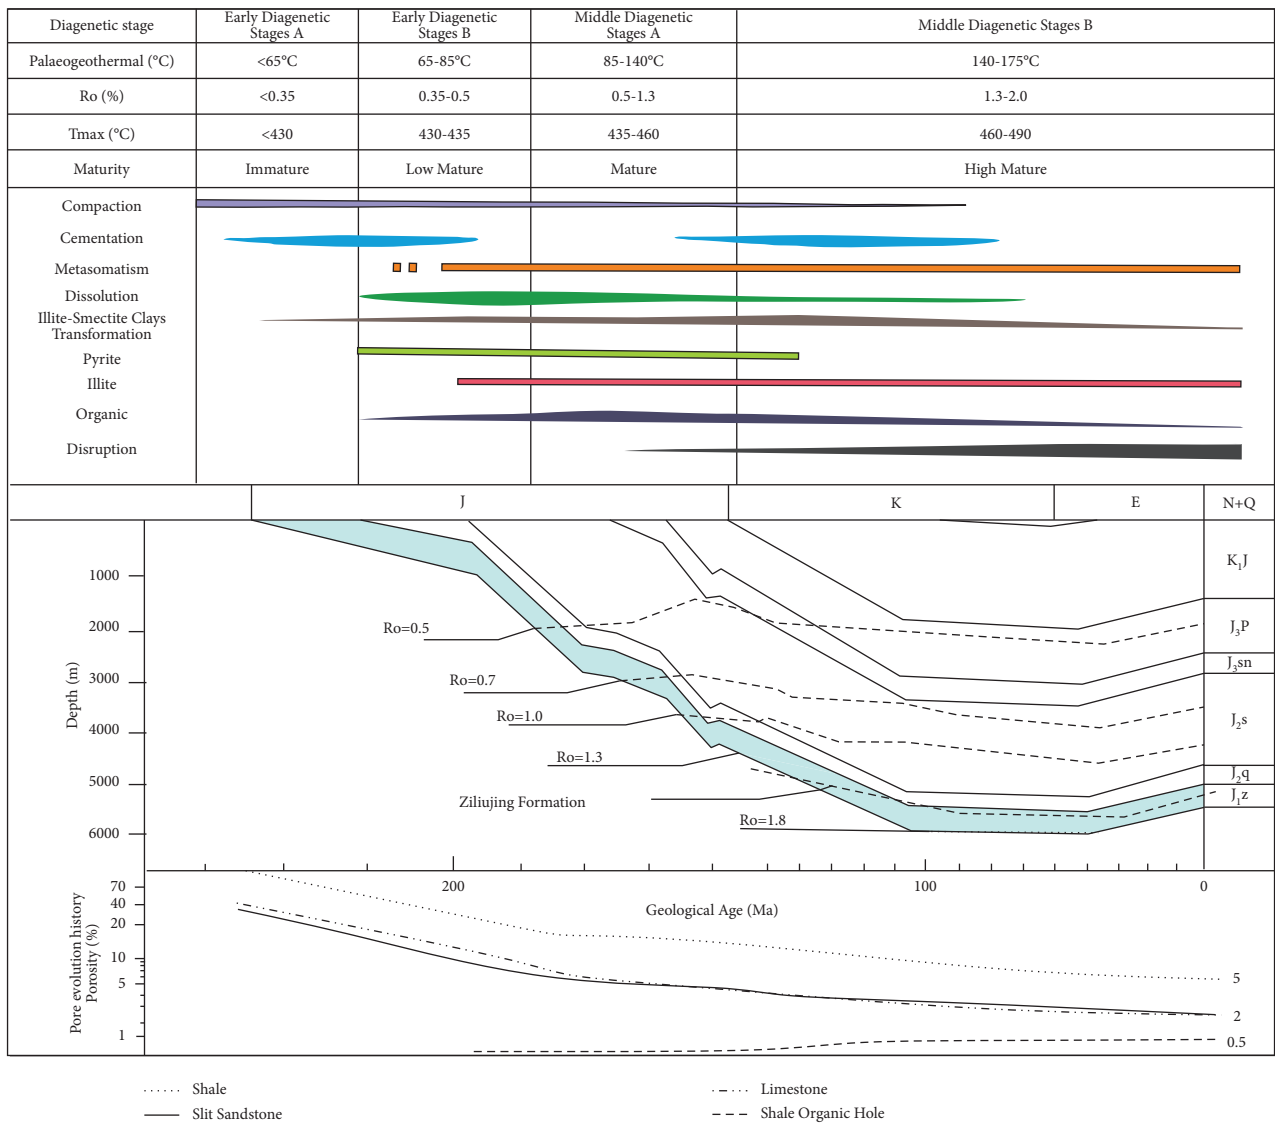 Diagenetic stage
Early Diagenetic
Stages A
Early Diagenetic
Stages B
Middle Diagenetic
Stages A
Middle Diagenetic Stages B
Palaeogeothermal (°C)
<65°C
65-85°C
85-140°C
140-175°C
Ro (%)
<0.35
0.35-0.5
0.5-1.3
1.3-2.0
Tmax (°C)
<430
430-435
435-460
460-490
Maturity
Immature
Low Mature
Mature
High Mature
Compaction
Cementation
Metasomatism
Dissolution
Illite-Smectite Clays
Transformation
Pyrite
Illite
Organic
Disruption
J
K
E
N+Q
Depth (m)
1000
2000
3000
4000
5000
6000
Ro=0.5
Ro=0.7
Ro=1.0
Ro=1.3
Ziliujing Formation
Ro=1.8
K₁J
J₃P
J₃sn
J₂s
J₂q
J₁z
200
100
0
Geological Age (Ma)
Pore evolution history
Porosity (%)
70
40
20
10
5
1
5
2
0.5
Shale
Slit Sandstone
Limestone
Shale Organic Hole